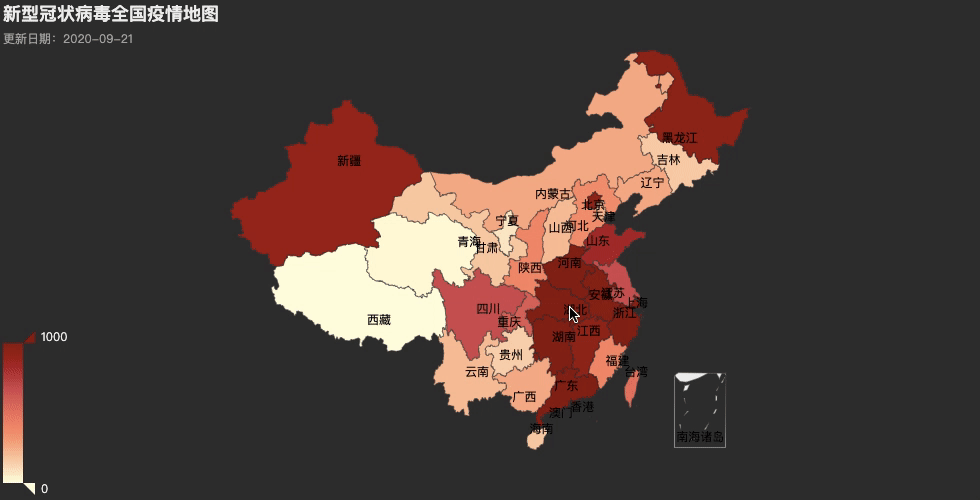 新型冠状病毒全国疫情地图
更新日期：2020-09-21
黑龙江
吉林
新疆
辽宁
内蒙古
北京
天津
宁夏
山西
河北
青海
甘肃
山东
陕西
河南
安徽
江苏
上海
四川
湖北
浙江
西藏
重庆
江西
湖南
1000
贵州
福建
云南
台湾
广东
广西
香港
澳门
海南
南海诸岛
0